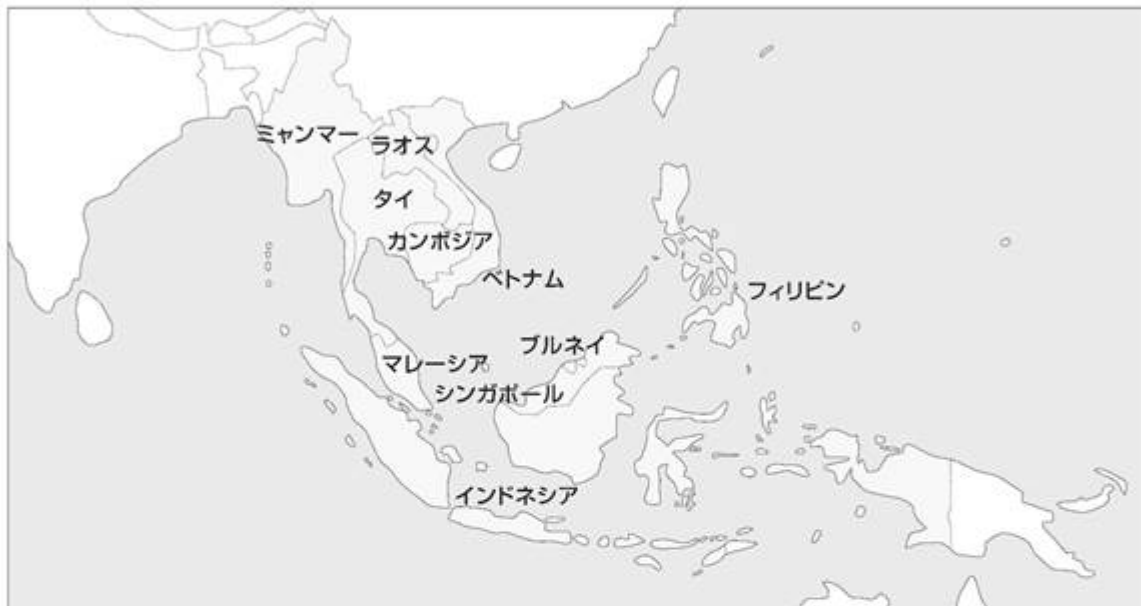 ミャンマー
ラオス
タイ
カンボジア
ベトナム
フィリピン
ブルネイ
マレーシア
シンガポール
インドネシア